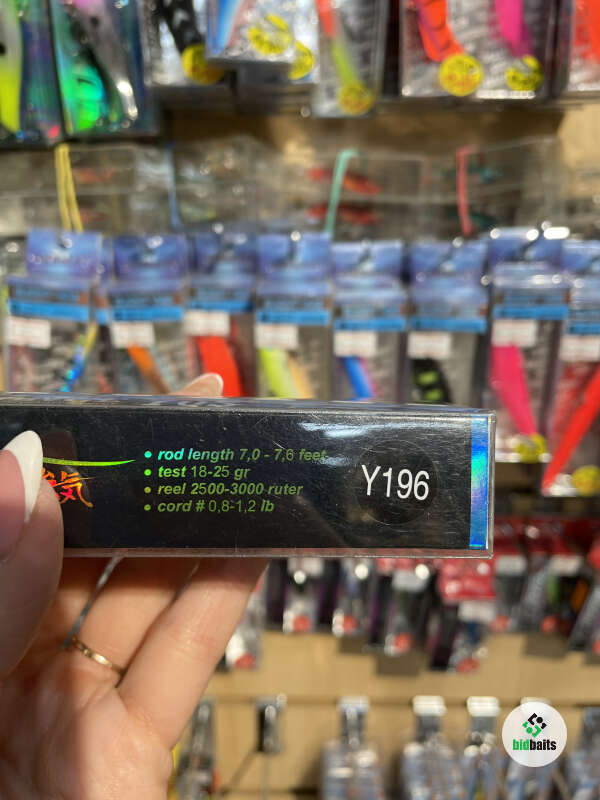 気
• rod length 7,0 - 7,6 feet
• test 18-25 gr
• reel 2500-3000 ruter
• cord # 0,8-1,2 lb
Y196
bidbaits